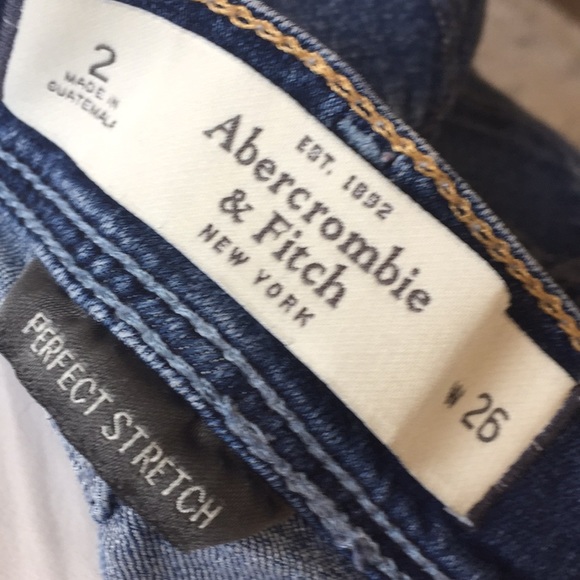 2
MADE IN
GUATEMALA
EST. 1892
Abercrombie
& Fitch
NEW YORK
W 26
PERFECT STRETCH